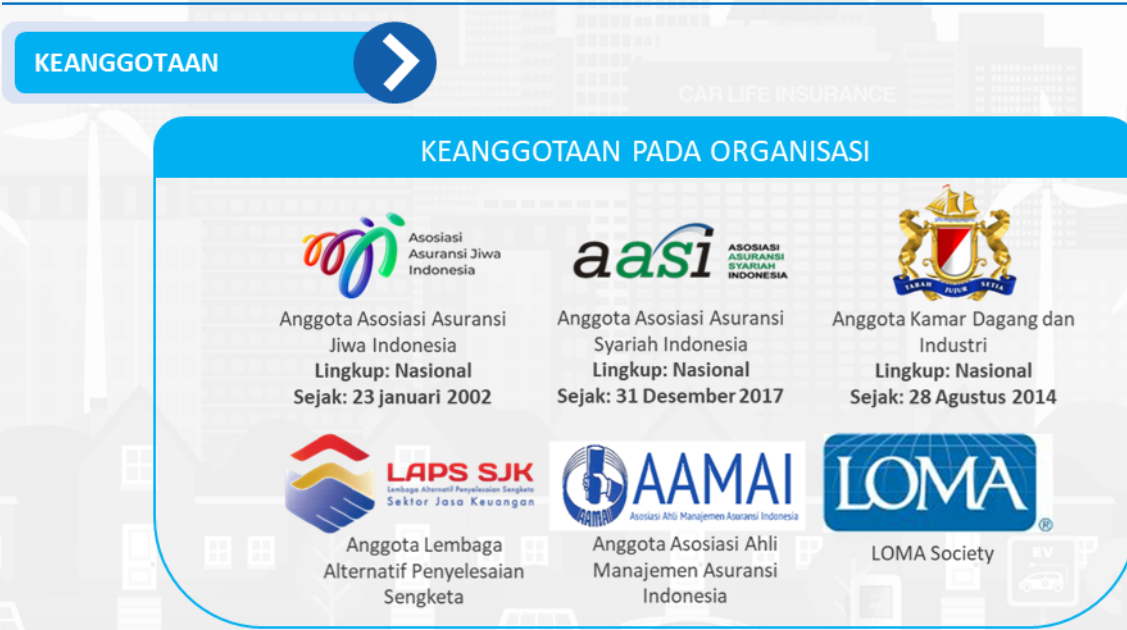 KEANGGOTAAN
CAR LIFE INSURANCE
KEANGGOTAAN PADA ORGANISASI
Asosiasi
Asuransi Jiwa
Indonesia
aasi
ASOSIASI
ASURANSI
SYARIAH
INDONESIA
TABAH JUJUR SETIA
Anggota Asosiasi Asuransi
Jiwa Indonesia
Lingkup: Nasional
Sejak: 23 januari 2002
Anggota Asosiasi Asuransi
Syariah Indonesia
Lingkup: Nasional
Sejak: 31 Desember 2017
Anggota Kamar Dagang dan
Industri
Lingkup: Nasional
Sejak: 28 Agustus 2014
LAPS SJK
Lembaga Alternatif Penyelesaian Sengketa
Sektor Jasa Keuangan
Anggota Lembaga
Alternatif Penyelesaian
Sengketa
AAMAI
AAMAI
Asosiasi Ahli Manajemen Asuransi Indonesia
Anggota Asosiasi Ahli
Manajemen Asuransi
Indonesia
LOMA
®
LOMA Society
EV